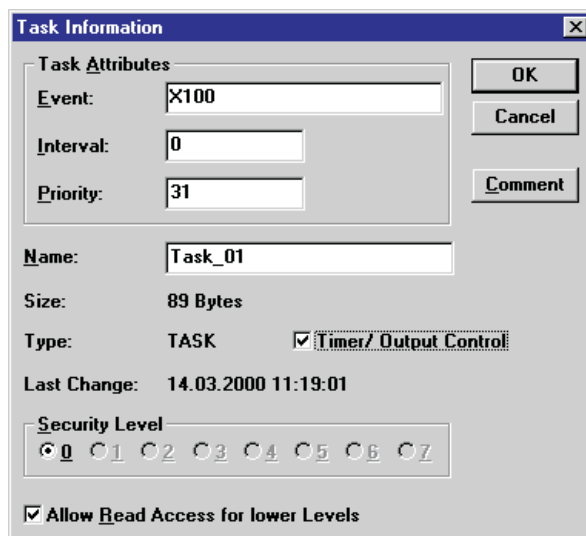 Task Information
Task Attributes
Event: X100
Interval: 0
Priority: 31
OK
Cancel
Comment
Name: Task_01
Size: 89 Bytes
Type: TASK Timer/ Output Control
Last Change: 14.03.2000 11:19:01
Security Level
0 1 2 3 4 5 6 7
Allow Read Access for lower Levels